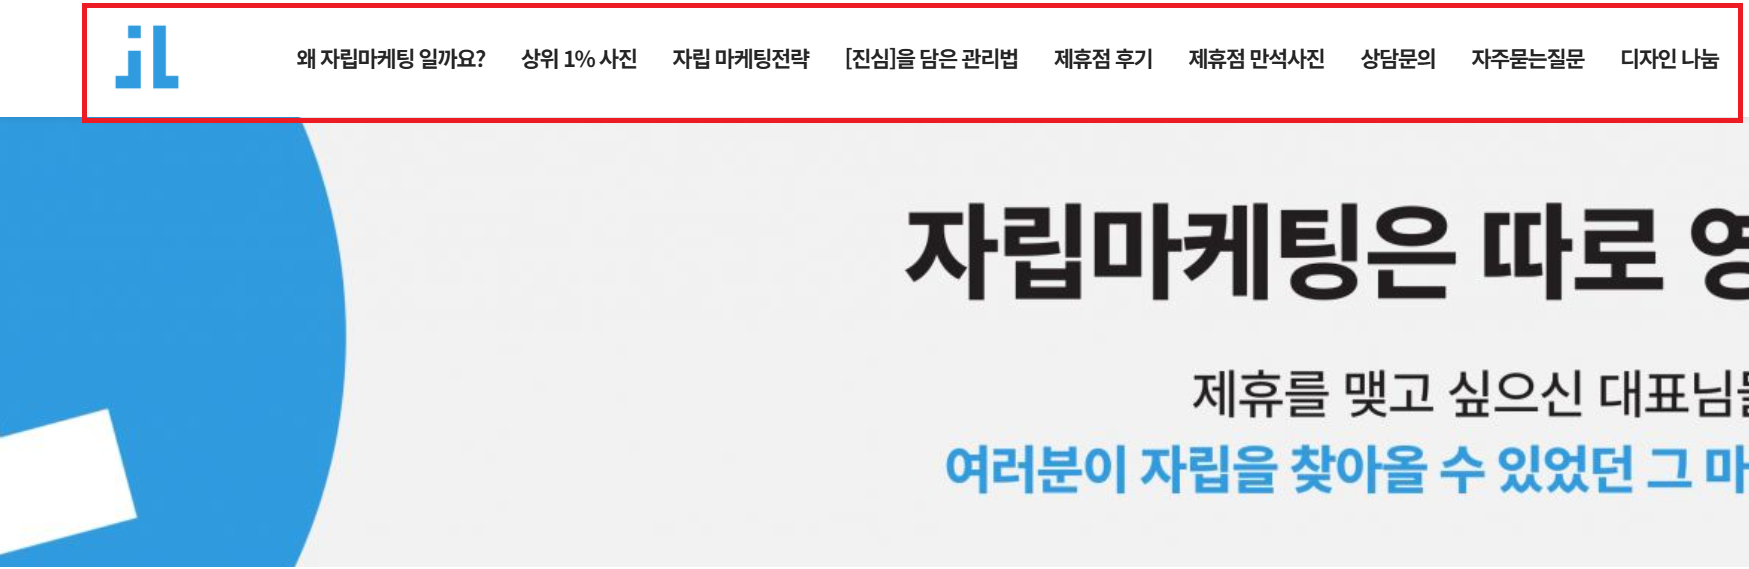 jL
왜 자립마케팅 일까요? 상위 1% 사진 자립 마케팅전략 [진심]을 담은 관리법 제휴점 후기 제휴점 만석사진 상담문의 자주묻는질문 디자인 나눔
자립마케팅은 따로
제휴를 맺고 싶으신 대표님
여러분이 자립을 찾아올 수 있었던 그 마